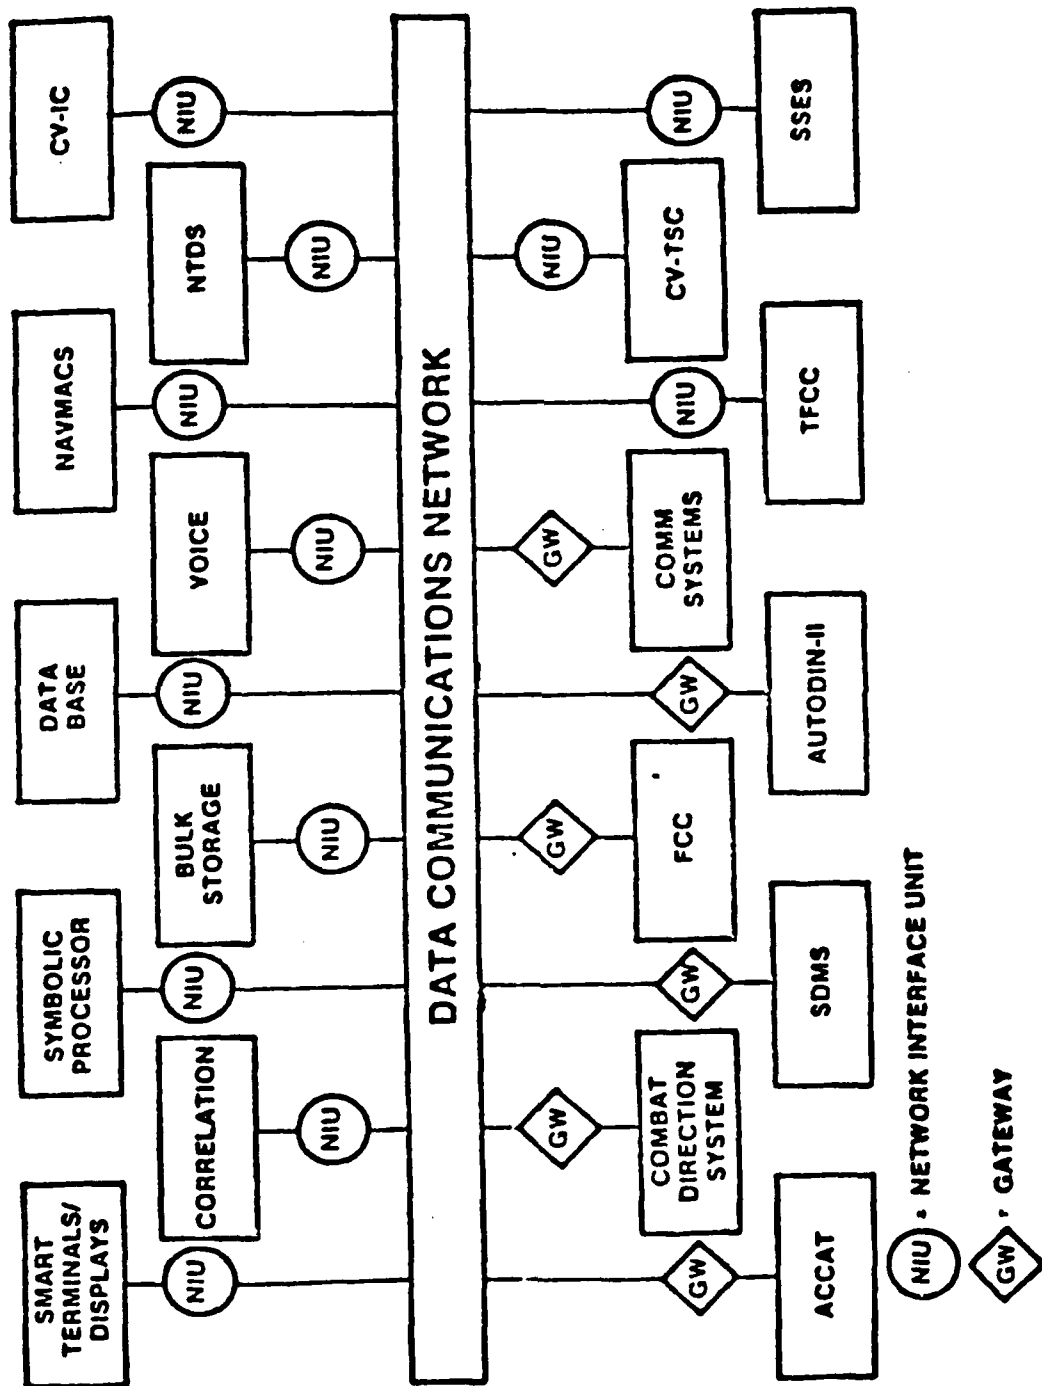 SMART
TERMINALS/
DISPLAYS
SYMBOLIC
PROCESSOR
DATA
BASE
NAVMACS
CV-IC
NIU
NIU
NIU
NIU
NIU
CORRELATION
BULK
STORAGE
VOICE
NTDS
NIU
NIU
NIU
NIU
DATA COMMUNICATIONS NETWORK
GW
GW
GW
NIU
COMBAT
DIRECTION
SYSTEM
FCC
COMM
SYSTEMS
CV-TSC
GW
GW
GW
NIU
NIU
ACCAT
SDMS
AUTODIN-II
TFCC
SSES
NIU = NETWORK INTERFACE UNIT
GW = GATEWAY